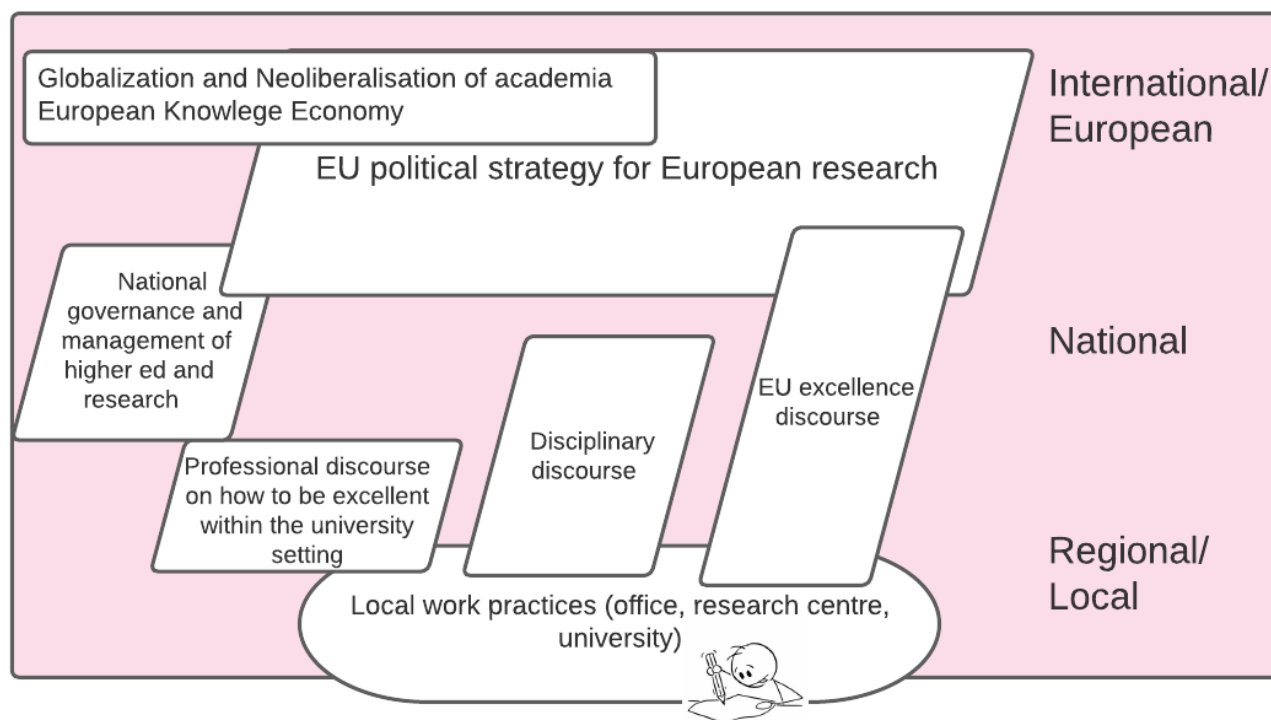 Globalization and Neoliberalisation of academia
European Knowlege Economy
International/
European
EU political strategy for European research
National
governance and
management of
higher ed and
research
National
EU excellence
discourse
Disciplinary
discourse
Professional discourse
on how to be excellent
within the university
setting
Regional/
Local
Local work practices (office, research centre,
university)